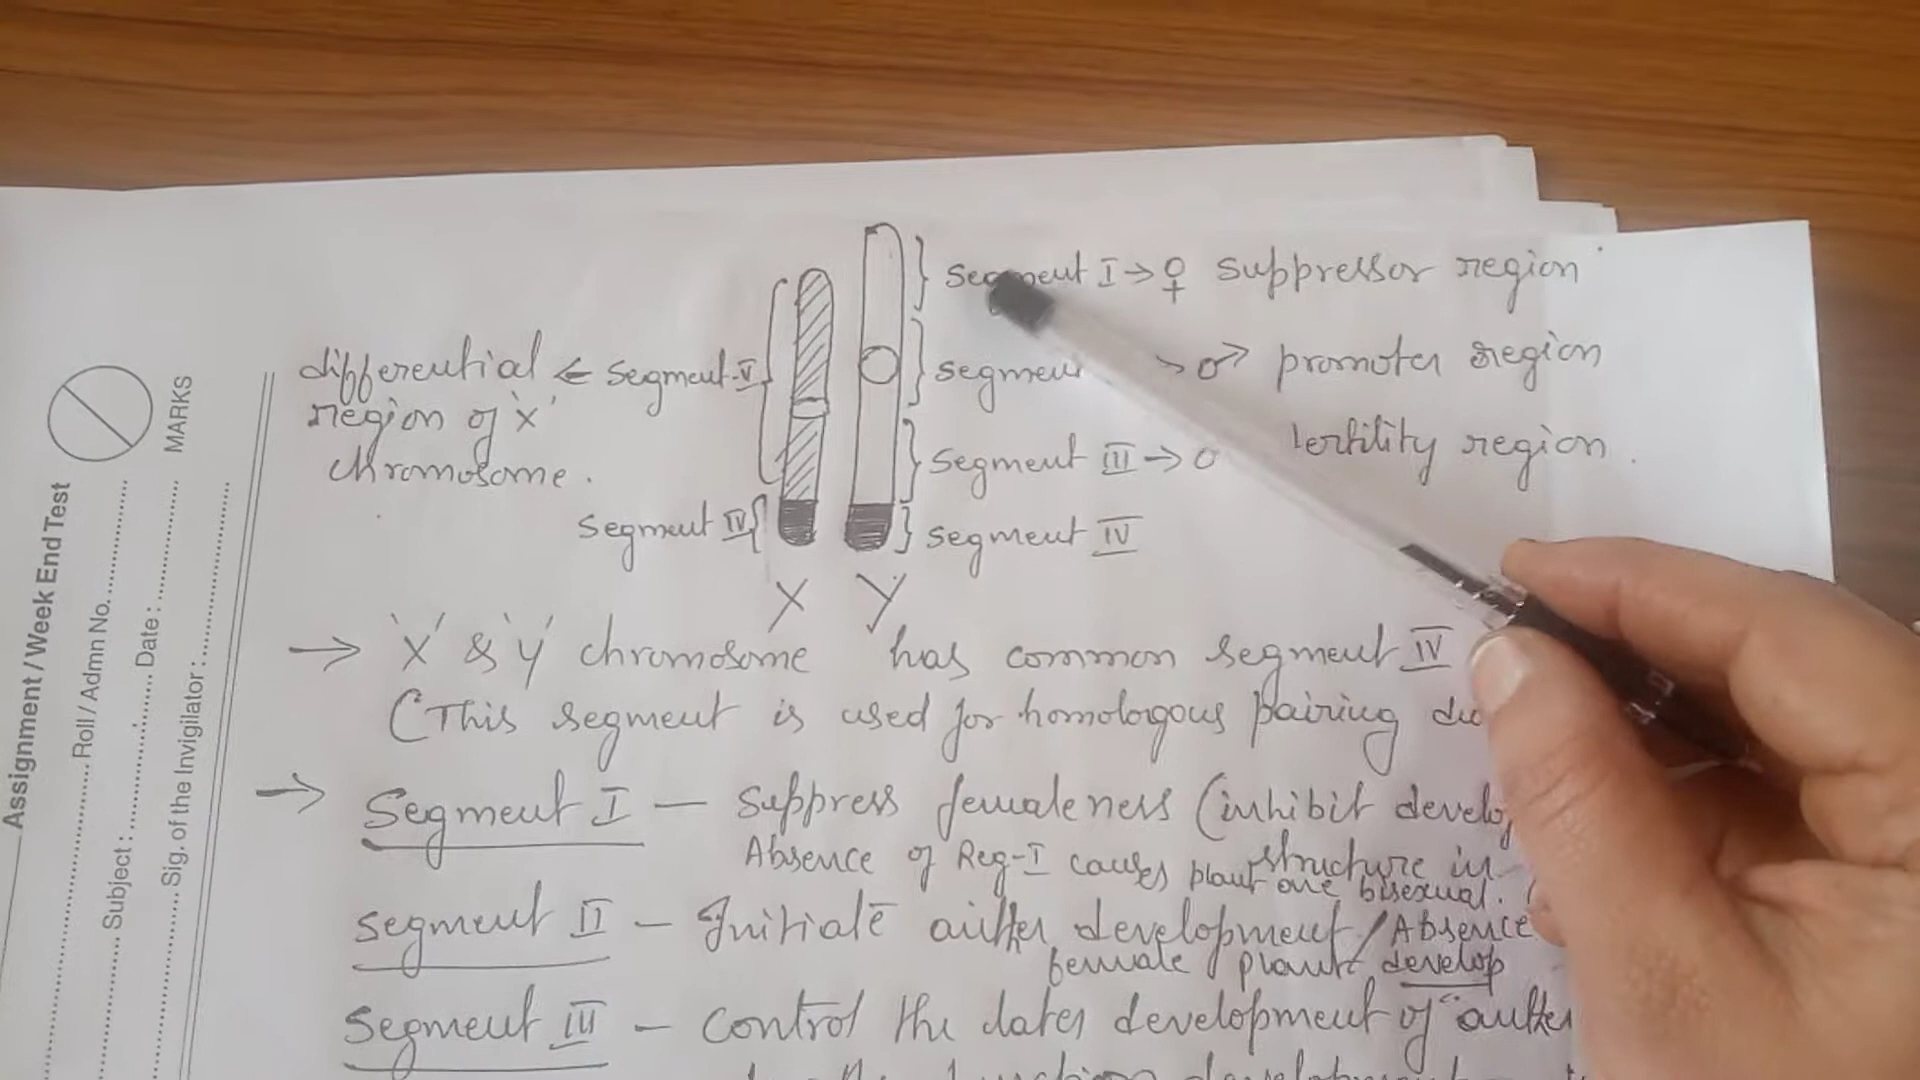 Segment I → ♀ suppressor region
differential ← segment-V
segment → ♂ promoter region
region of 'X'
chromosome.
Segment III → fertility region.
Segment IV
segment IV
X Y
→ 'X' & 'Y' chromosome has common segment IV
(This segment is used for homologous pairing
→ Segment I — Suppress femaleness (inhibit
structure in
Absence of Reg-I causes plant are bisexual.
segment II — Initiate anther development / Absence
female plant develop
Segment III — control the later development of anther
Assignment / Week End Test
Roll / Admn No.
Subject : Date :
Sig. of the Invigilator :
MARKS